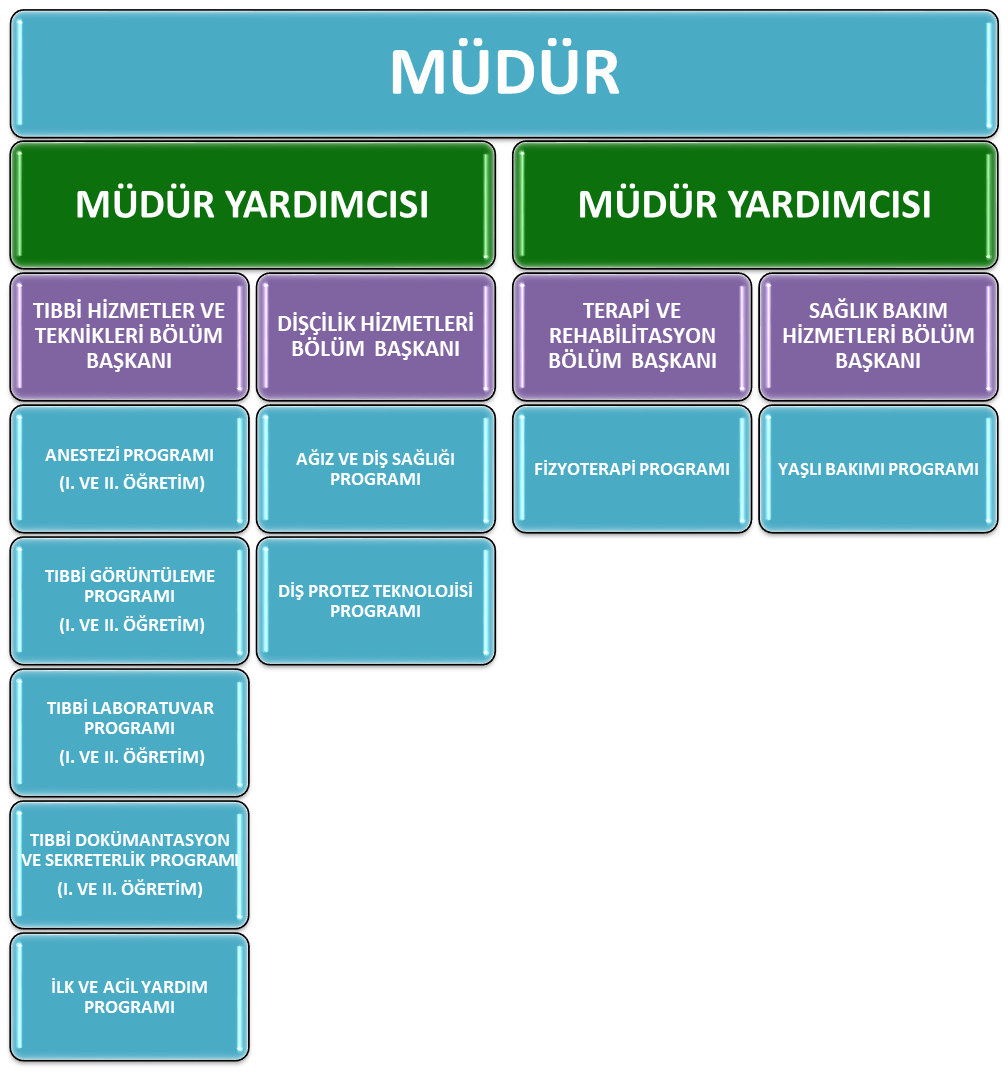 MÜDÜR
MÜDÜR YARDIMCISI
MÜDÜR YARDIMCISI
TIBBİ HİZMETLER VE
TEKNİKLERİ BÖLÜM
BAŞKANI
DİŞÇİLİK HİZMETLERİ
BÖLÜM BAŞKANI
TERAPİ VE
REHABİLİTASYON
BÖLÜM BAŞKANI
SAĞLIK BAKIM
HİZMETLERİ BÖLÜM
BAŞKANI
ANESTEZİ PROGRAMI
(I. VE II. ÖĞRETİM)
AĞIZ VE DİŞ SAĞLIĞI
PROGRAMI
FİZYOTERAPİ PROGRAMI
YAŞLI BAKIMI PROGRAMI
TIBBİ GÖRÜNTÜLEME
PROGRAMI
(I. VE II. ÖĞRETİM)
DİŞ PROTEZ TEKNOLOJİSİ
PROGRAMI
TIBBİ LABORATUVAR
PROGRAMI
(I. VE II. ÖĞRETİM)
TIBBİ DOKÜMANTASYON
VE SEKRETERLİK PROGRAMI
(I. VE II. ÖĞRETİM)
İLK VE ACİL YARDIM
PROGRAMI